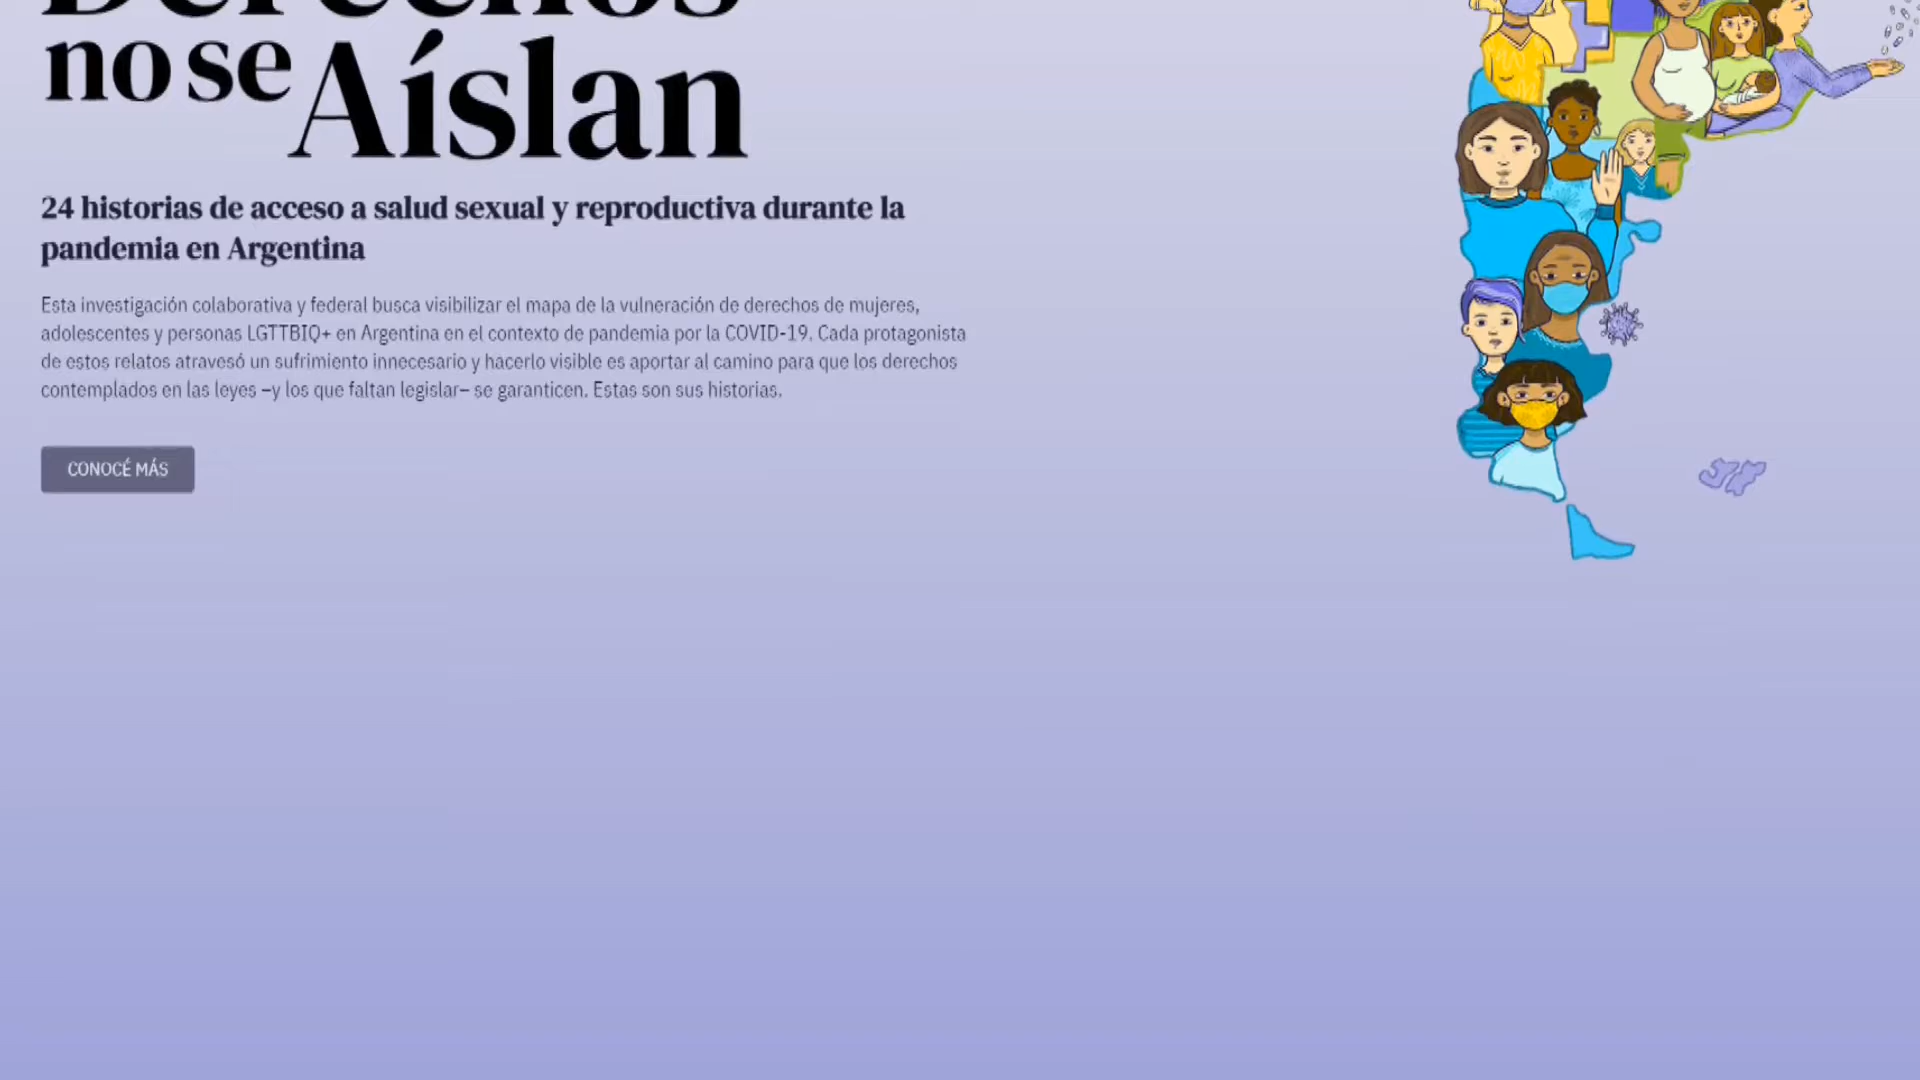 Derechos
no se Aíslan
24 historias de acceso a salud sexual y reproductiva durante la
pandemia en Argentina
Esta investigación colaborativa y federal busca visibilizar el mapa de la vulneración de derechos de mujeres,
adolescentes y personas LGTTBIQ+ en Argentina en el contexto de pandemia por la COVID-19. Cada protagonista
de estos relatos atravesó un sufrimiento innecesario y hacerlo visible es aportar al camino para que los derechos
contemplados en las leyes –y los que faltan legislar– se garanticen. Estas son sus historias.
CONOCÉ MÁS